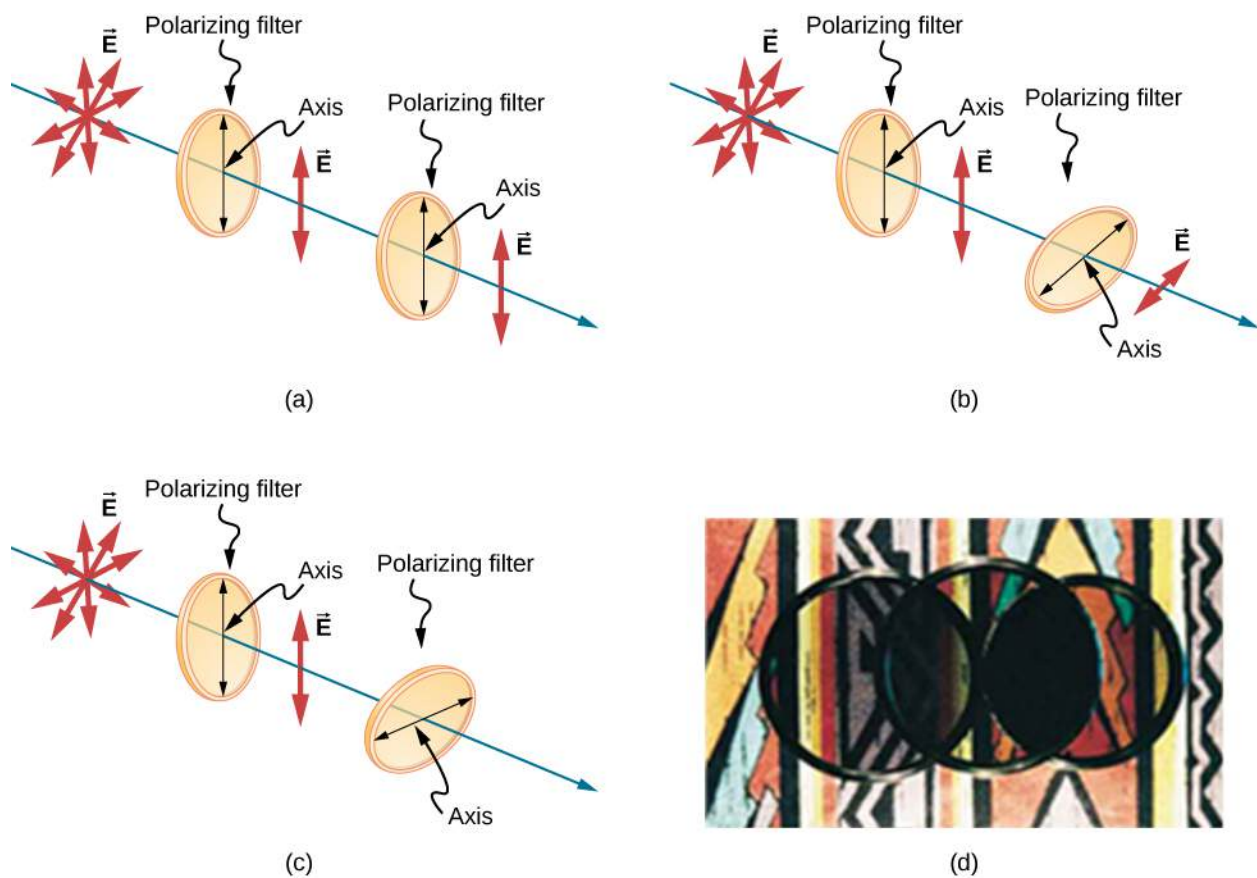 Polarizing filter
E⃗
Axis
Polarizing filter
E⃗
Axis
E⃗
(a)
Polarizing filter
E⃗
Axis
Polarizing filter
E⃗
E⃗
Axis
(b)
Polarizing filter
E⃗
Axis
Polarizing filter
E⃗
Axis
(c)
(d)